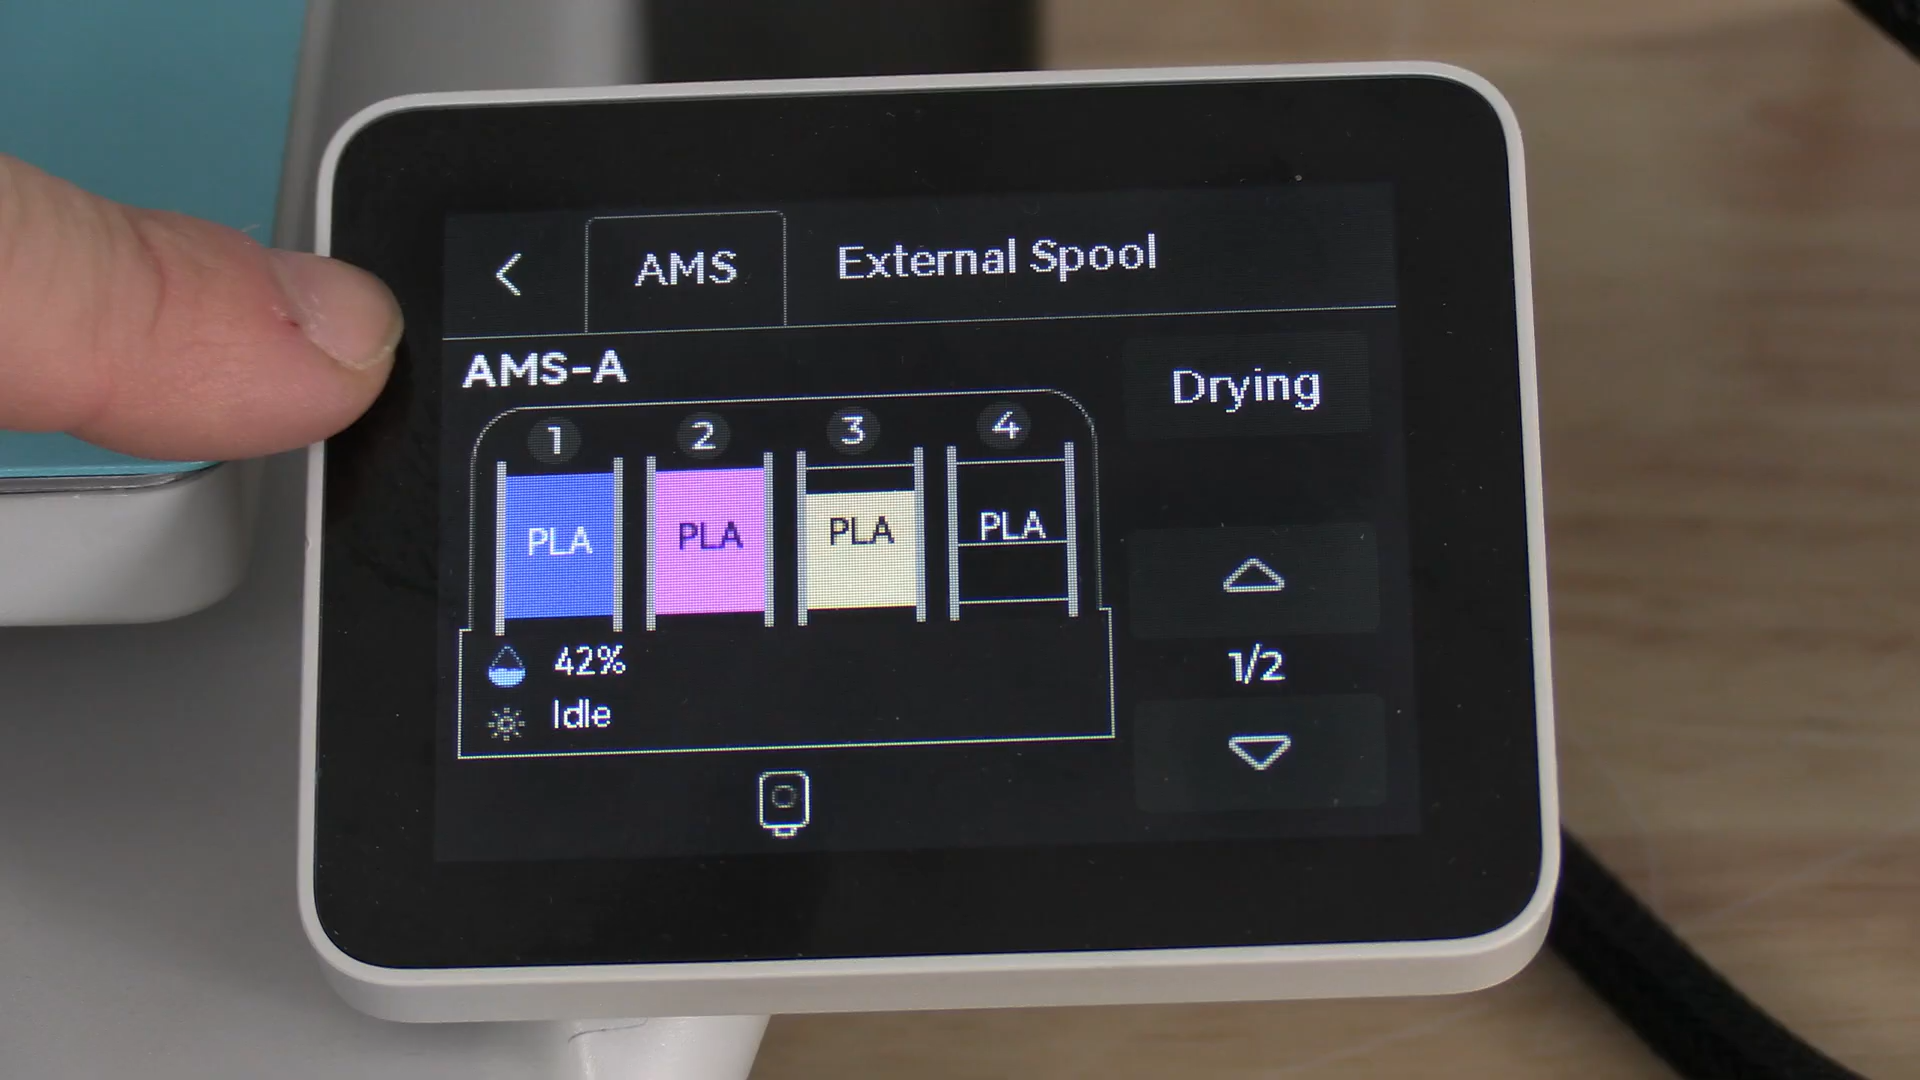 AMS External Spool
AMS-A
Drying
1 2 3 4
PLA PLA PLA PLA
42%
Idle
1/2